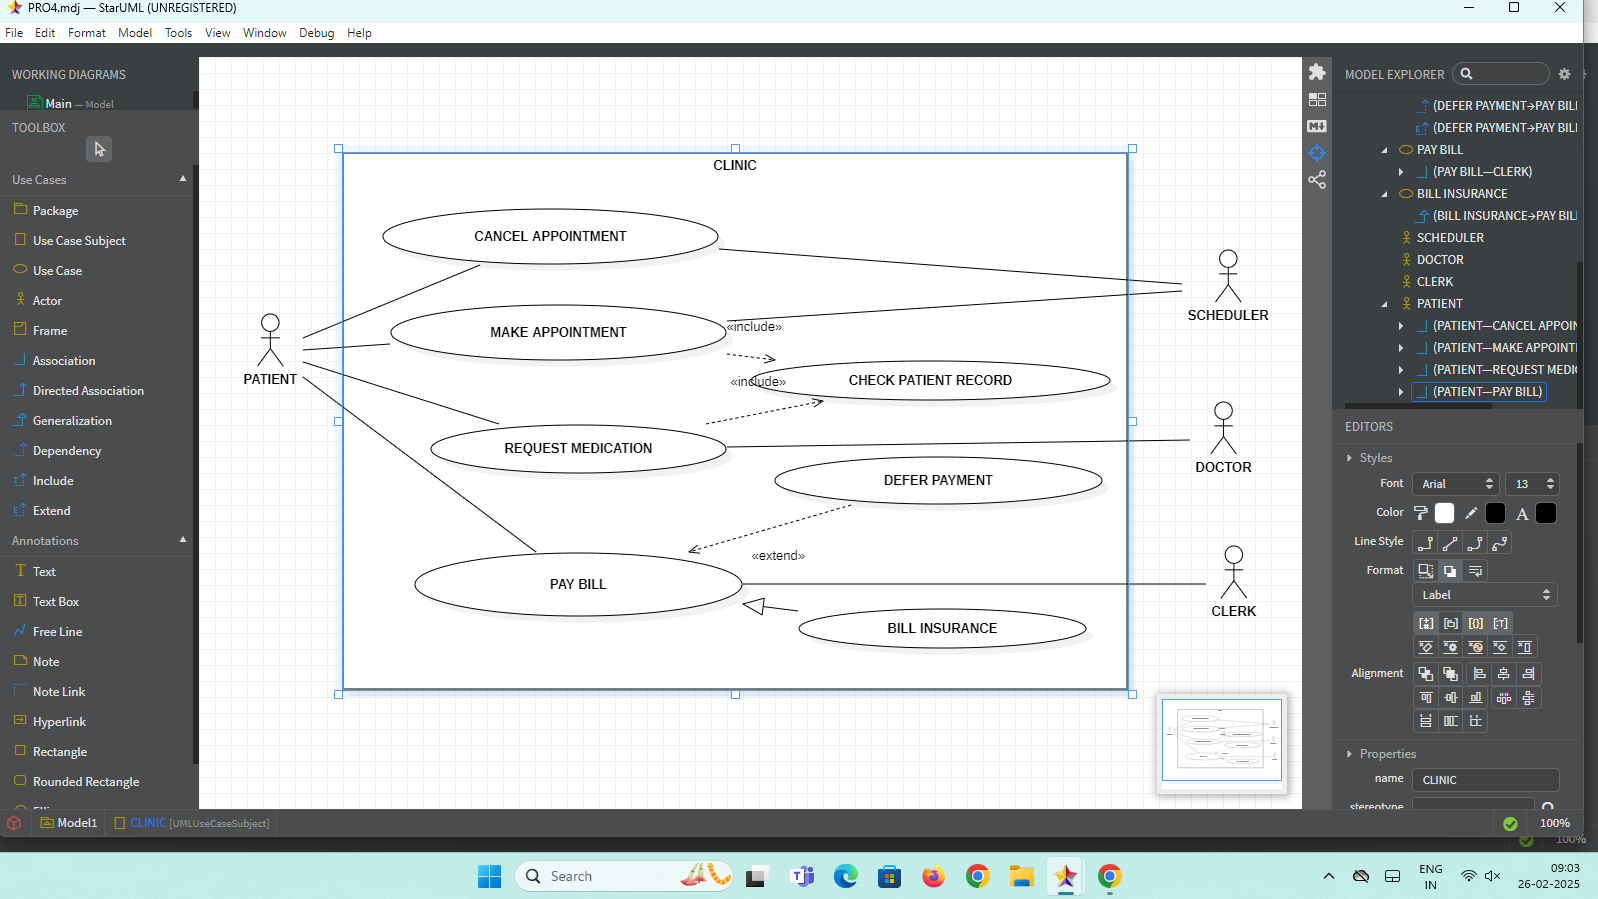 PRO4.mdj — StarUML (UNREGISTERED)
File Edit Format Model Tools View Window Debug Help
WORKING DIAGRAMS
Main — Model
TOOLBOX
Use Cases
Package
Use Case Subject
Use Case
Actor
Frame
Association
Directed Association
Generalization
Dependency
Include
Extend
Annotations
Text
Text Box
Free Line
Note
Note Link
Hyperlink
Rectangle
Rounded Rectangle
CLINIC
CANCEL APPOINTMENT
MAKE APPOINTMENT
«include»
«include»
CHECK PATIENT RECORD
REQUEST MEDICATION
DEFER PAYMENT
«extend»
PAY BILL
BILL INSURANCE
PATIENT
SCHEDULER
DOCTOR
CLERK
MODEL EXPLORER
(DEFER PAYMENT→PAY BILI
(DEFER PAYMENT→PAY BILI
PAY BILL
(PAY BILL—CLERK)
BILL INSURANCE
(BILL INSURANCE→PAY BIL
SCHEDULER
DOCTOR
CLERK
PATIENT
(PATIENT—CANCEL APPOIN
(PATIENT—MAKE APPOINT
(PATIENT—REQUEST MEDIC
(PATIENT—PAY BILL)
EDITORS
Styles
Font Arial 13
Color A
Line Style
Format
Label
Alignment
Properties
name CLINIC
stereotype
Model1 CLINIC [UMLUseCaseSubject] 100%
100%
Search
ENG
IN
09:03
26-02-2025